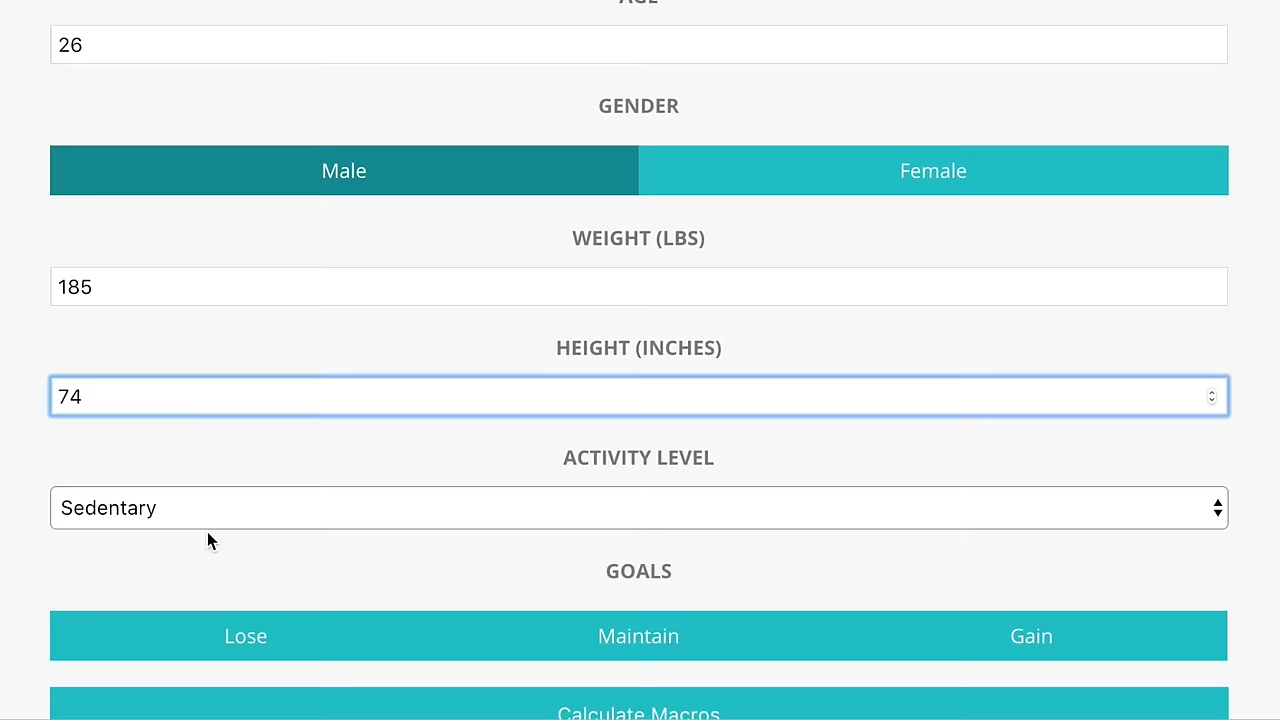 AGE
26
GENDER
Male Female
WEIGHT (LBS)
185
HEIGHT (INCHES)
74
ACTIVITY LEVEL
Sedentary
GOALS
Lose Maintain Gain
Calculate Macros